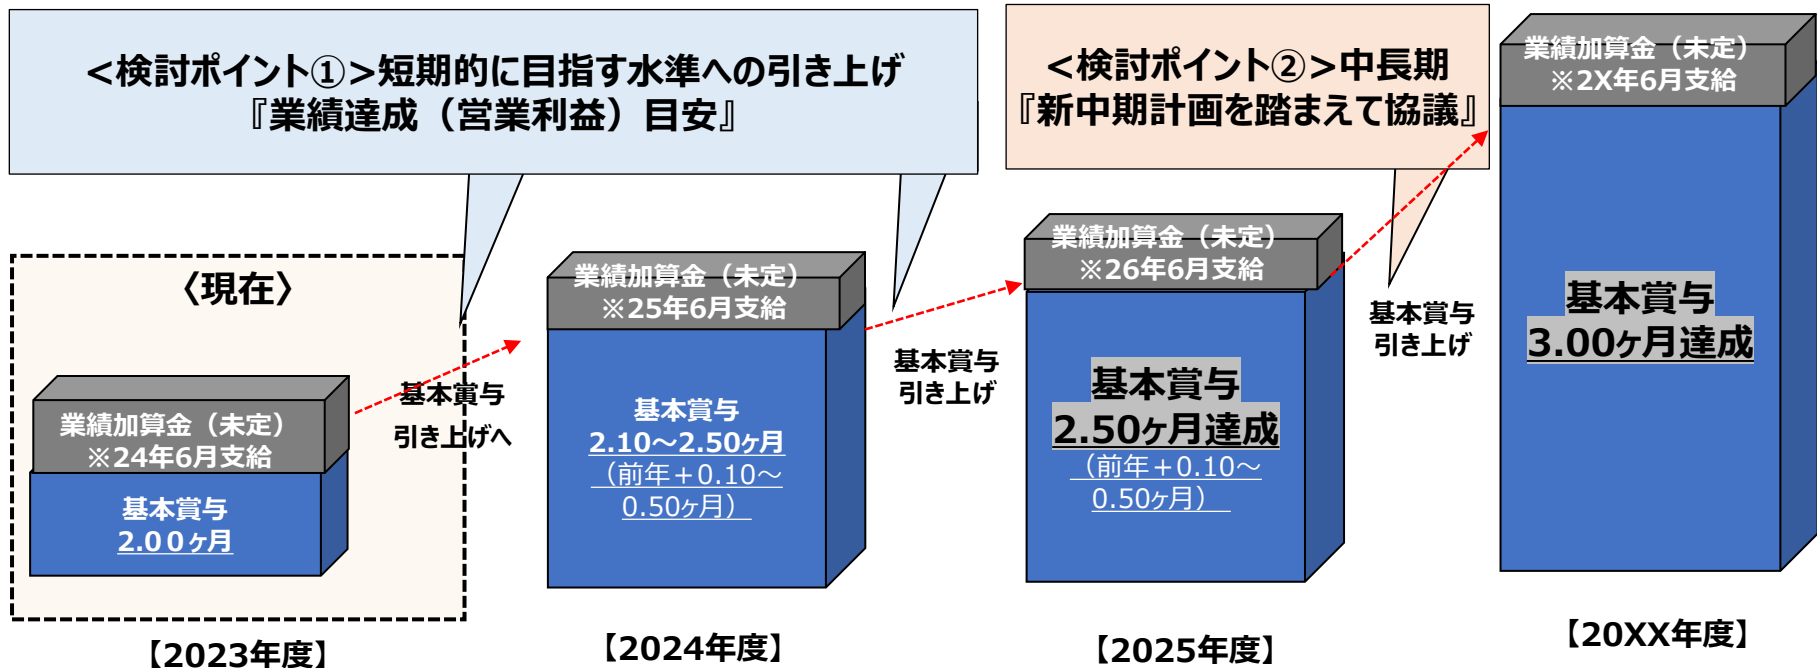 <検討ポイント①>短期的に目指す水準への引き上げ
『業績達成（営業利益）目安』
<検討ポイント②>中長期
『新中期計画を踏まえて協議』
〈現在〉
業績加算金（未定）
※24年6月支給
基本賞与
2.00ヶ月
【2023年度】
基本賞与
引き上げへ
業績加算金（未定）
※25年6月支給
基本賞与
2.10～2.50ヶ月
（前年＋0.10～
0.50ヶ月）
【2024年度】
基本賞与
引き上げ
業績加算金（未定）
※26年6月支給
基本賞与
2.50ヶ月達成
（前年＋0.10～
0.50ヶ月）
【2025年度】
基本賞与
引き上げ
業績加算金（未定）
※2X年6月支給
基本賞与
3.00ヶ月達成
【20XX年度】